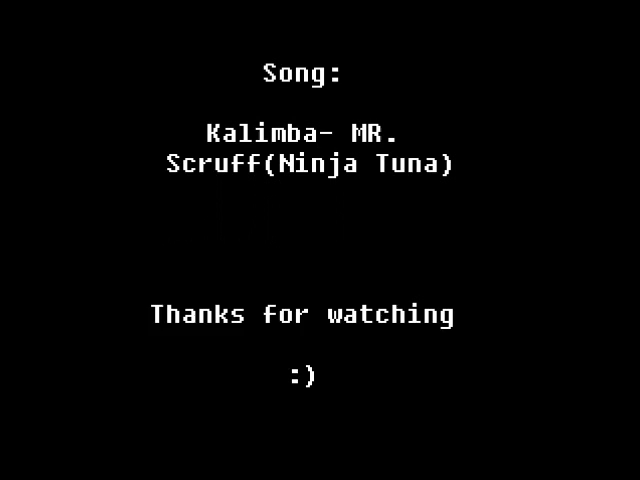 Song:
Kalimba- MR.
Scruff(Ninja Tuna)
Thanks for watching
:)